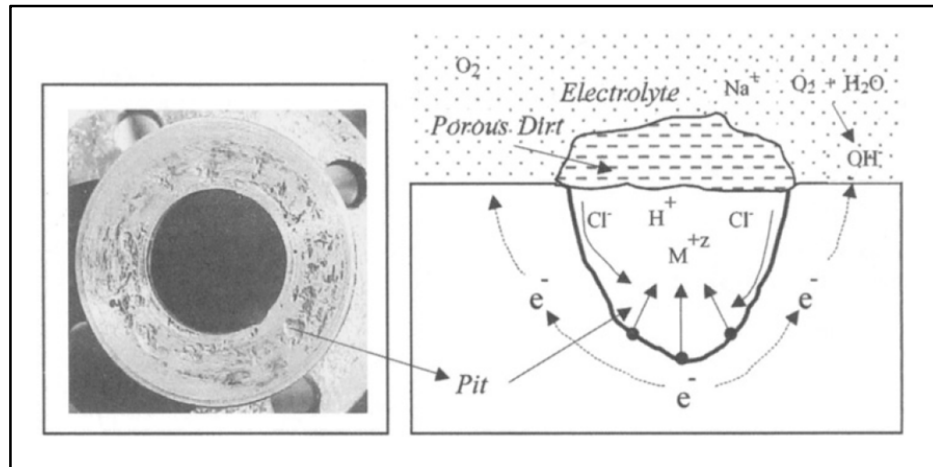 O₂
Electrolyte
Na⁺
O₂ + H₂O
Porous Dirt
OH⁻
Cl⁻
H⁺
Cl⁻
M⁺ᶻ
e⁻
e⁻
Pit
e⁻